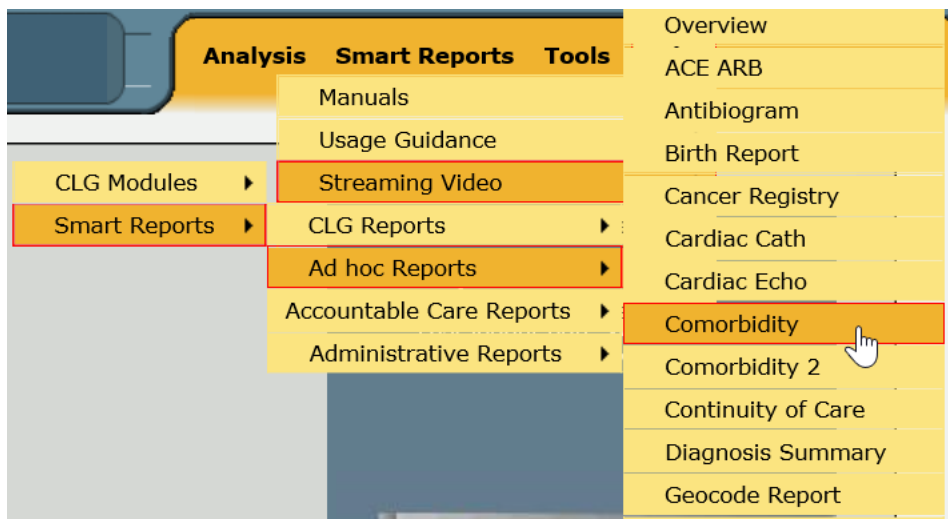 Analysis Smart Reports Tools
Manuals
Usage Guidance
Streaming Video
CLG Modules
Smart Reports
CLG Reports
Ad hoc Reports
Accountable Care Reports
Administrative Reports
Overview
ACE ARB
Antibiogram
Birth Report
Cancer Registry
Cardiac Cath
Cardiac Echo
Comorbidity
Comorbidity 2
Continuity of Care
Diagnosis Summary
Geocode Report